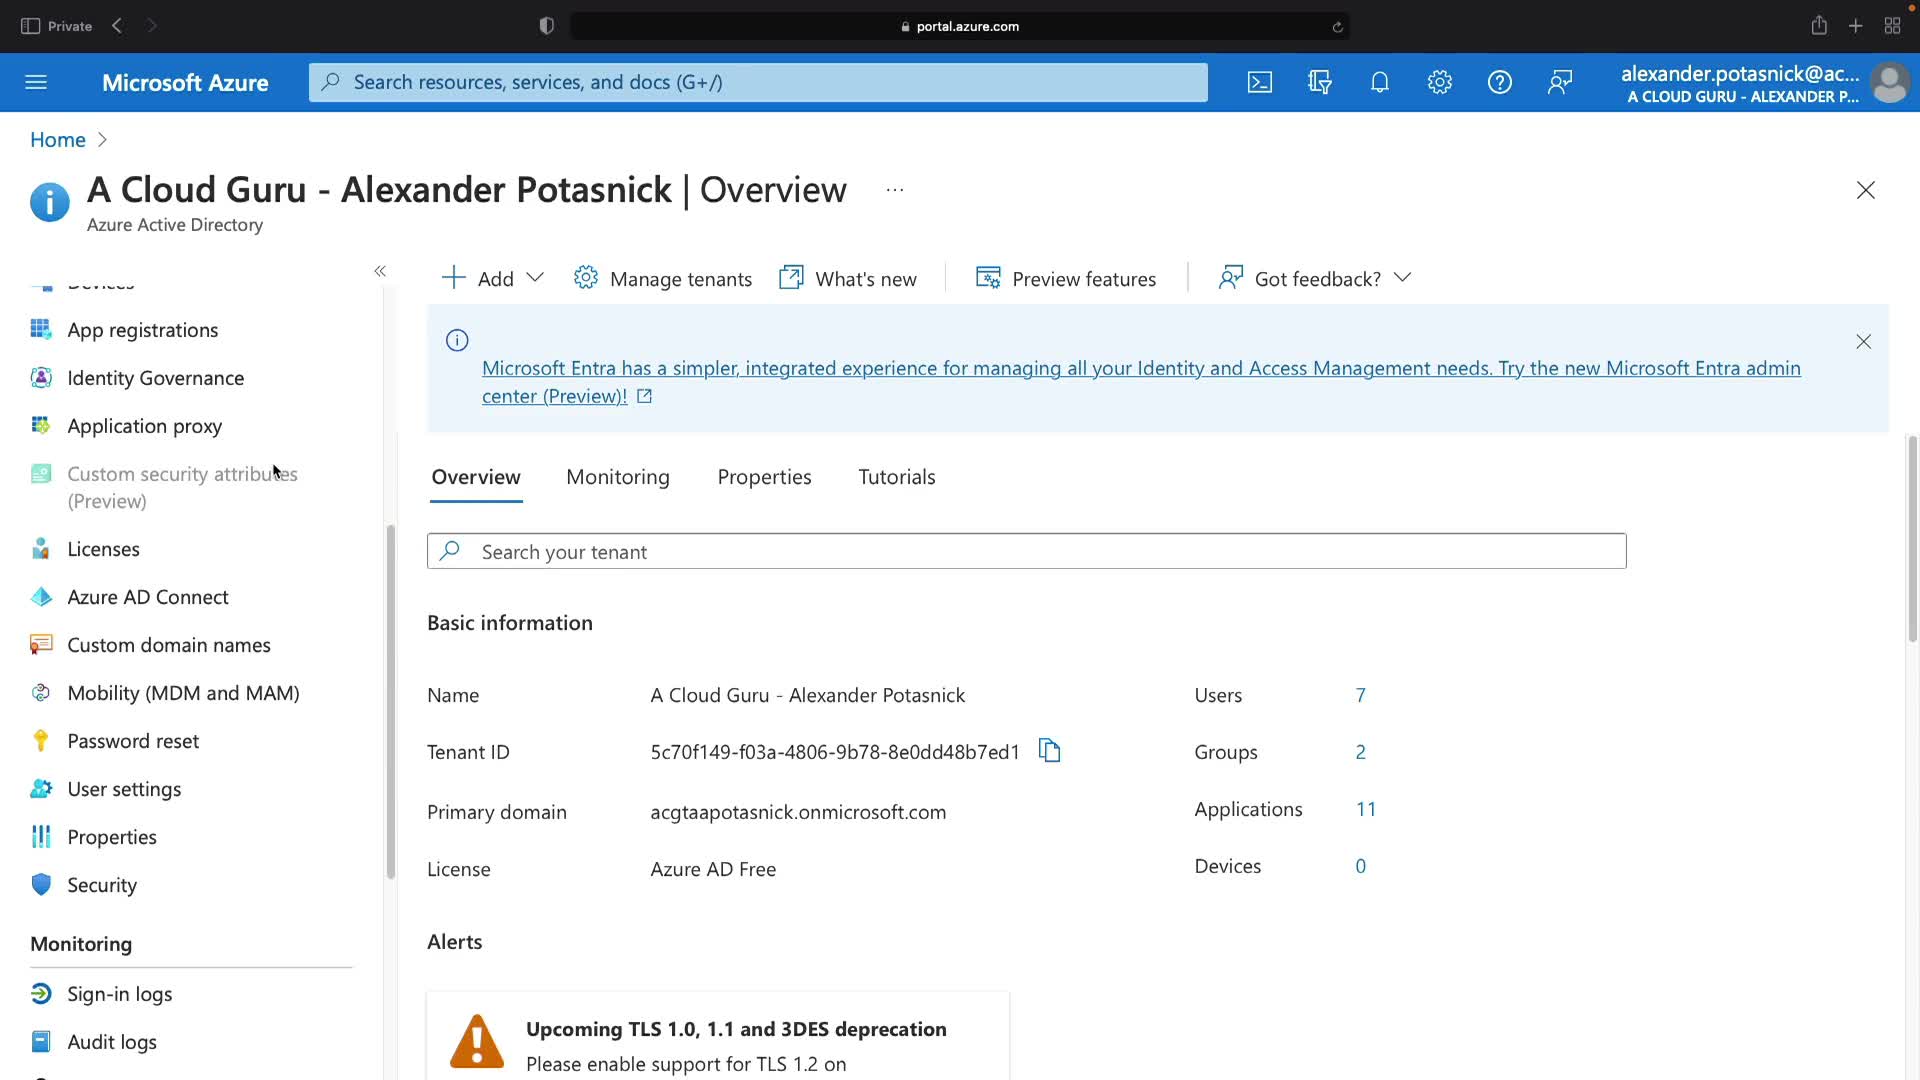 Private
portal.azure.com
Microsoft Azure
Search resources, services, and docs (G+/)
alexander.potasnick@ac...
A CLOUD GURU - ALEXANDER P...
Home
A Cloud Guru - Alexander Potasnick | Overview
...
Azure Active Directory
Devices
App registrations
Identity Governance
Application proxy
Custom security attributes
(Preview)
Licenses
Azure AD Connect
Custom domain names
Mobility (MDM and MAM)
Password reset
User settings
Properties
Security
Monitoring
Sign-in logs
Audit logs
Add
Manage tenants
What's new
Preview features
Got feedback?
Microsoft Entra has a simpler, integrated experience for managing all your Identity and Access Management needs. Try the new Microsoft Entra admin
center (Preview)!
Overview
Monitoring
Properties
Tutorials
Search your tenant
Basic information
Name
A Cloud Guru - Alexander Potasnick
Users
7
Tenant ID
5c70f149-f03a-4806-9b78-8e0dd48b7ed1
Groups
2
Primary domain
acgtaapotasnick.onmicrosoft.com
Applications
11
License
Azure AD Free
Devices
0
Alerts
Upcoming TLS 1.0, 1.1 and 3DES deprecation
Please enable support for TLS 1.2 on